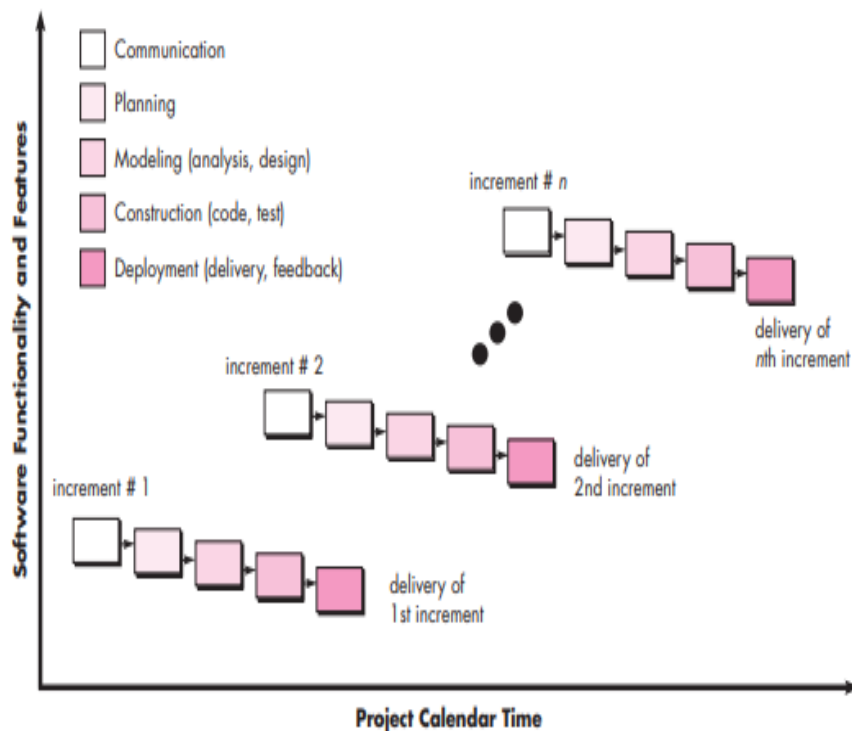 Communication
Planning
Modeling (analysis, design)
Construction (code, test)
Deployment (delivery, feedback)
increment # n
delivery of
nth increment
increment # 2
delivery of
2nd increment
increment # 1
delivery of
1st increment
Software Functionality and Features
Project Calendar Time